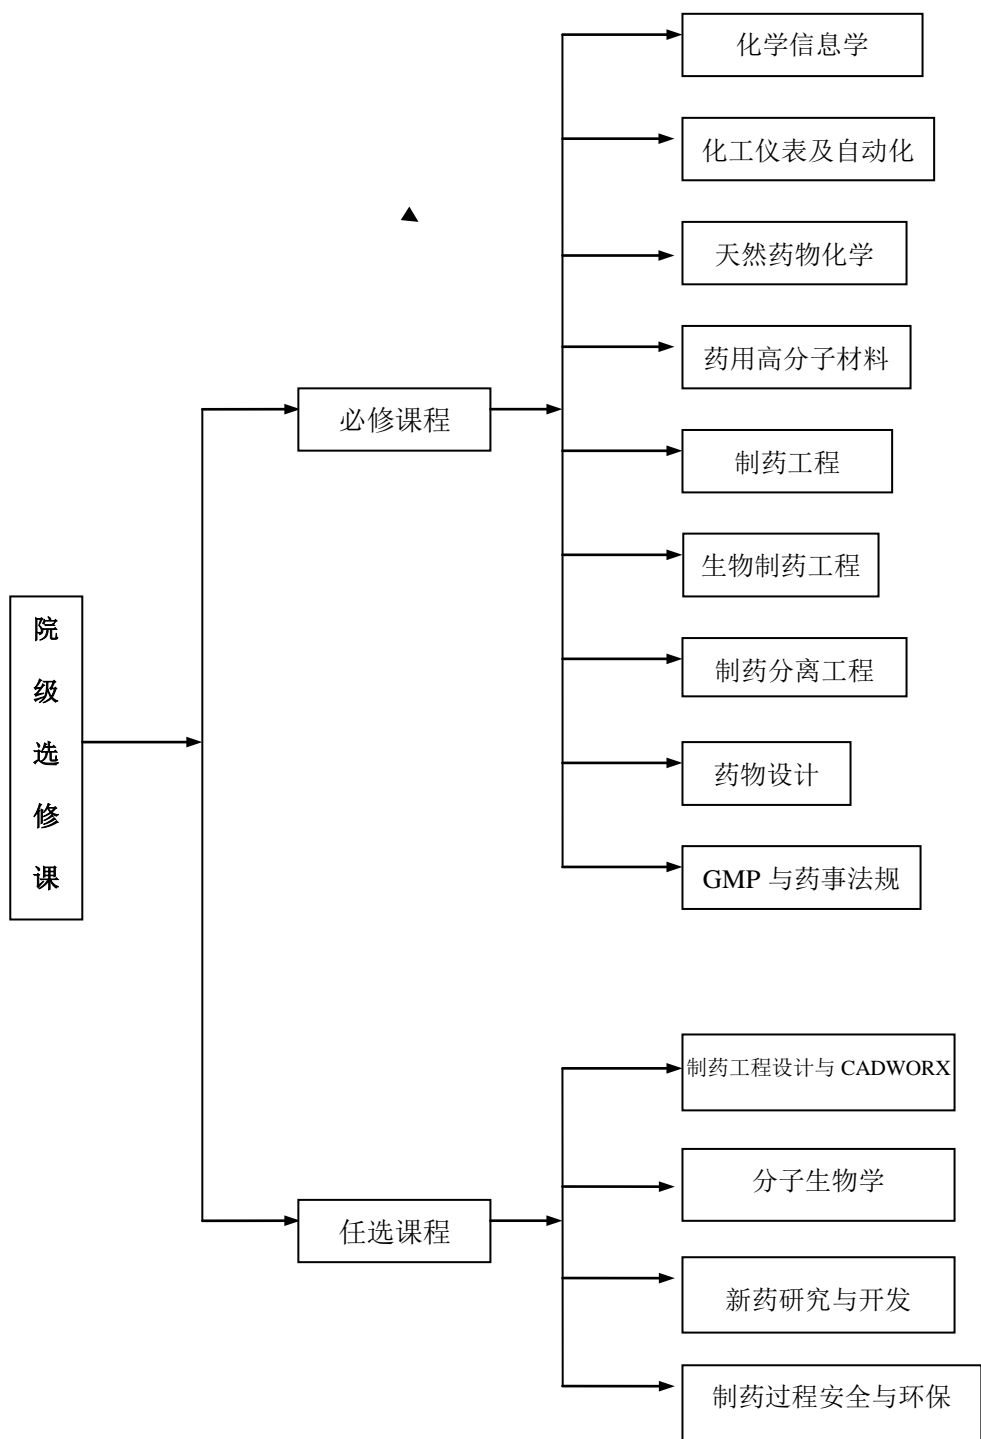 院级选修课
必修课程
化学信息学
化工仪表及自动化
天然药物化学
药用高分子材料
制药工程
生物制药工程
制药分离工程
药物设计
GMP 与药事法规
任选课程
制药工程设计与 CADWORX
分子生物学
新药研究与开发
制药过程安全与环保